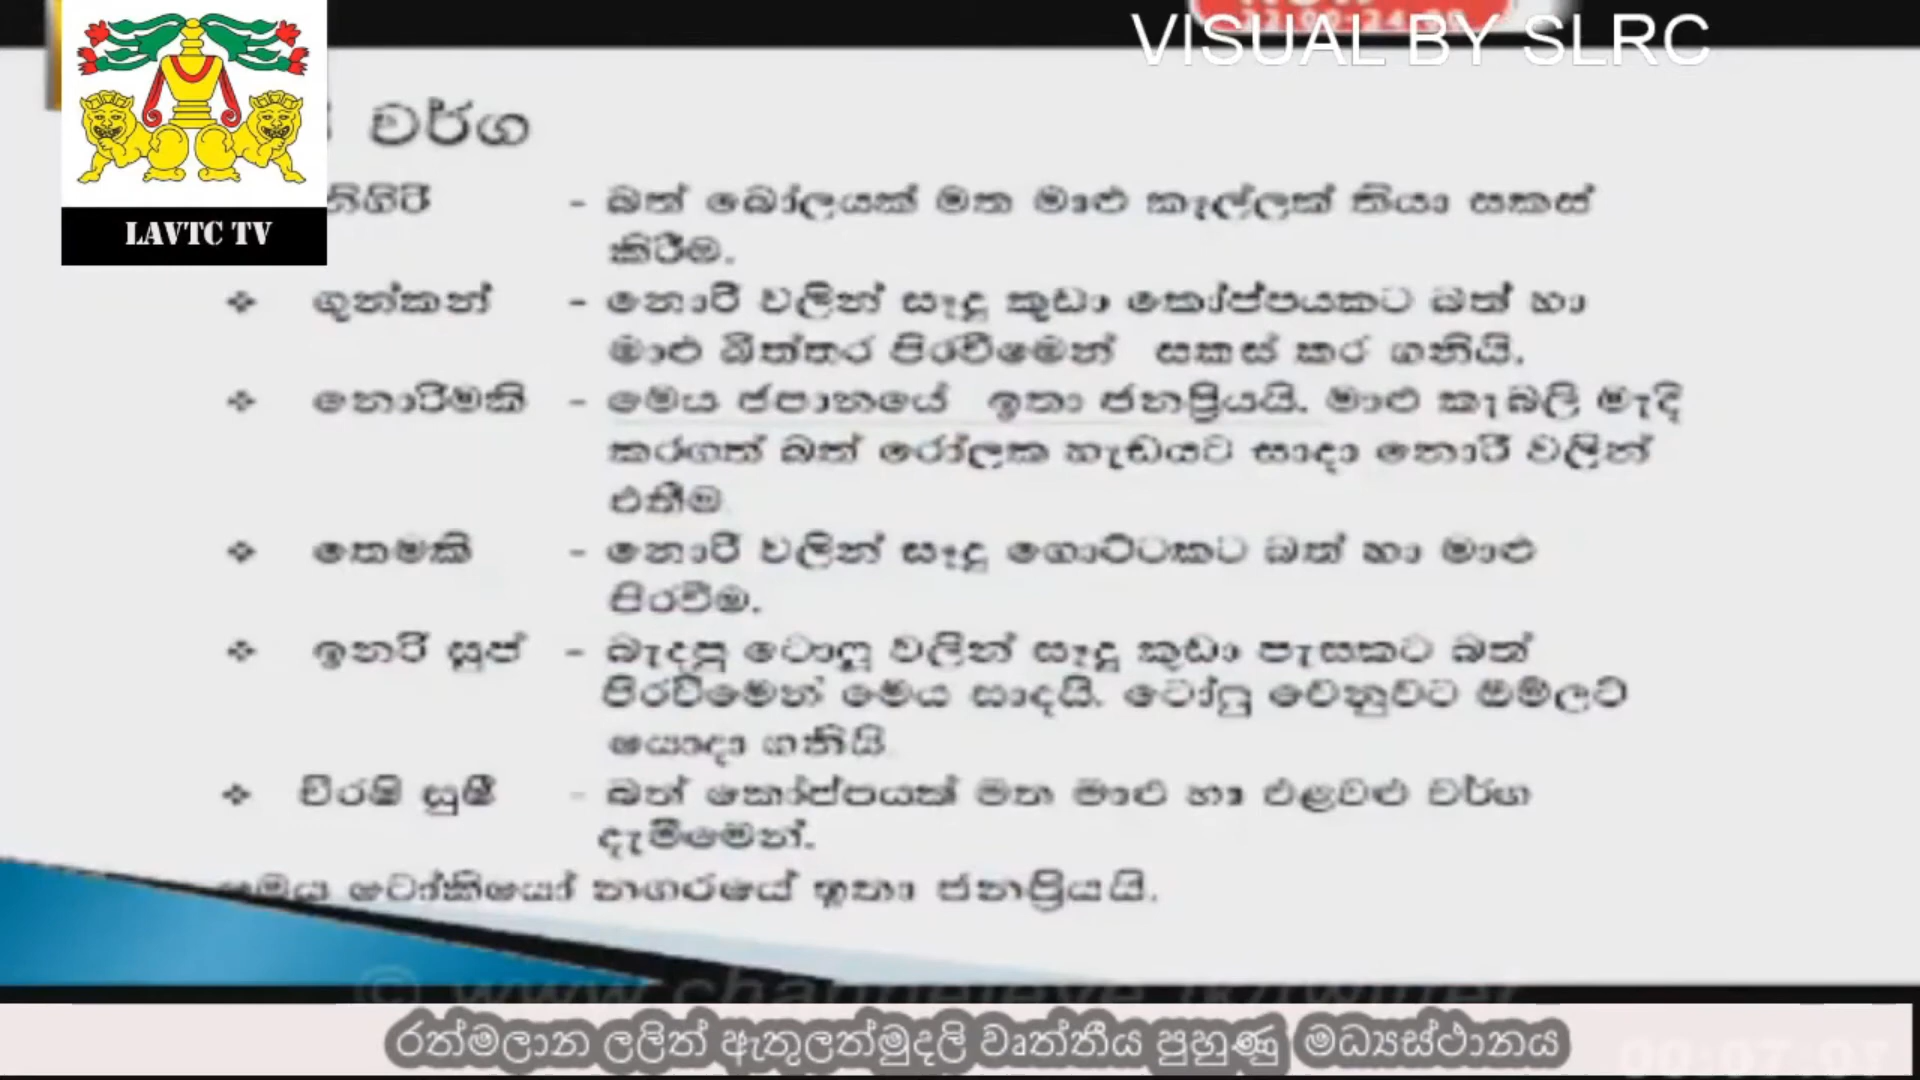 VISUAL BY SLRC
වර්ග
LAVTC TV
නිගිරි - බත් බෝලයක් මත මාළු කෑල්ලක් තියා සකස්
කිරීම.
ගුන්කන් - නොරි වලින් සෑදූ කුඩා කෝප්පයකට බත් හා
මාළු බිත්තර පිරවීමෙන් සකස් කර ගනියි.
නොරිමකි - මෙය ජපානයේ ඉතා ජනප්‍රියයි. මාළු කැබලි මැදි
කරගත් බත් රෝලක හැඩයට සාදා නොරි වලින්
එතීම
තෙමකි - නොරි වලින් සෑදූ ගොට්ටකට බත් හා මාළු
පිරවීම.
ඉනරි සූප් - බැදපු ටොෆූ වලින් සෑදූ කුඩා පැසකට බත්
පිරවීමෙන් මෙය සාදයි. ටෝෆු වෙනුවට ඔම්ලට්
යොදා ගනියි
චිරෂි සුෂී - බත් කෝප්පයක් මත මාළු හා එළවළු වර්ග
දැමීමෙන්.
මෙය ටෝකියෝ නගරයේ ඉතා ජනප්‍රියයි.
රත්මලාන ලලිත් ඇතුලත්මුදලි වෘත්තීය පුහුණු මධ්‍යස්ථානය